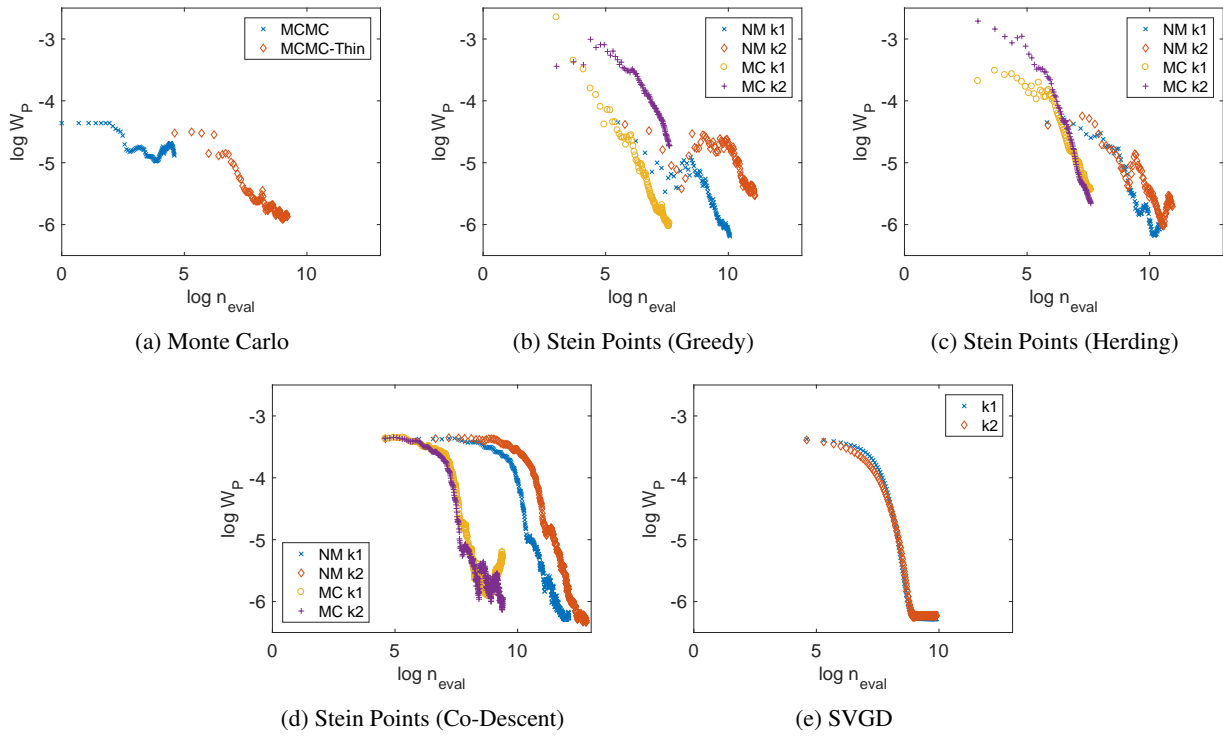 MCMC
MCMC-Thin
-3
-4
-5
-6
log W_P
0
5
10
log n_eval
(a) Monte Carlo
NM k1
NM k2
MC k1
MC k2
-3
-4
-5
-6
log W_P
0
5
10
log n_eval
(b) Stein Points (Greedy)
NM k1
NM k2
MC k1
MC k2
-3
-4
-5
-6
log W_P
0
5
10
log n_eval
(c) Stein Points (Herding)
-3
-4
-5
-6
log W_P
NM k1
NM k2
MC k1
MC k2
0
5
10
log n_eval
(d) Stein Points (Co-Descent)
k1
k2
-3
-4
-5
-6
log W_P
0
5
10
log n_eval
(e) SVGD